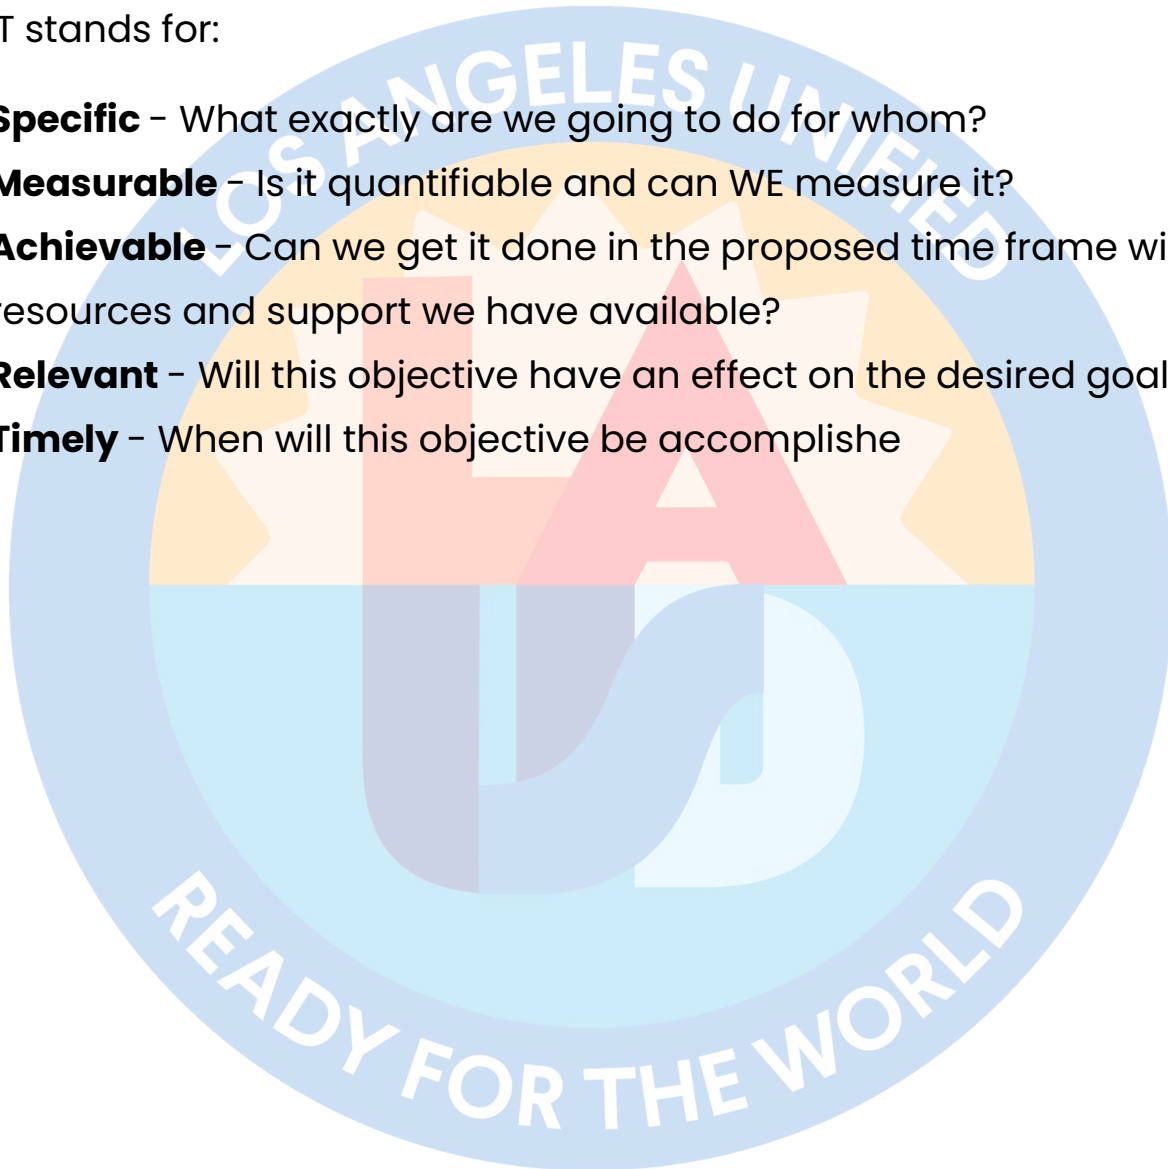 T stands for:
Specific - What exactly are we going to do for whom?
Measurable - Is it quantifiable and can WE measure it?
Achievable - Can we get it done in the proposed time frame wi
resources and support we have available?
Relevant - Will this objective have an effect on the desired goal
Timely - When will this objective be accomplishe
LOS ANGELES UNIFIED
LAUSD
READY FOR THE WORLD